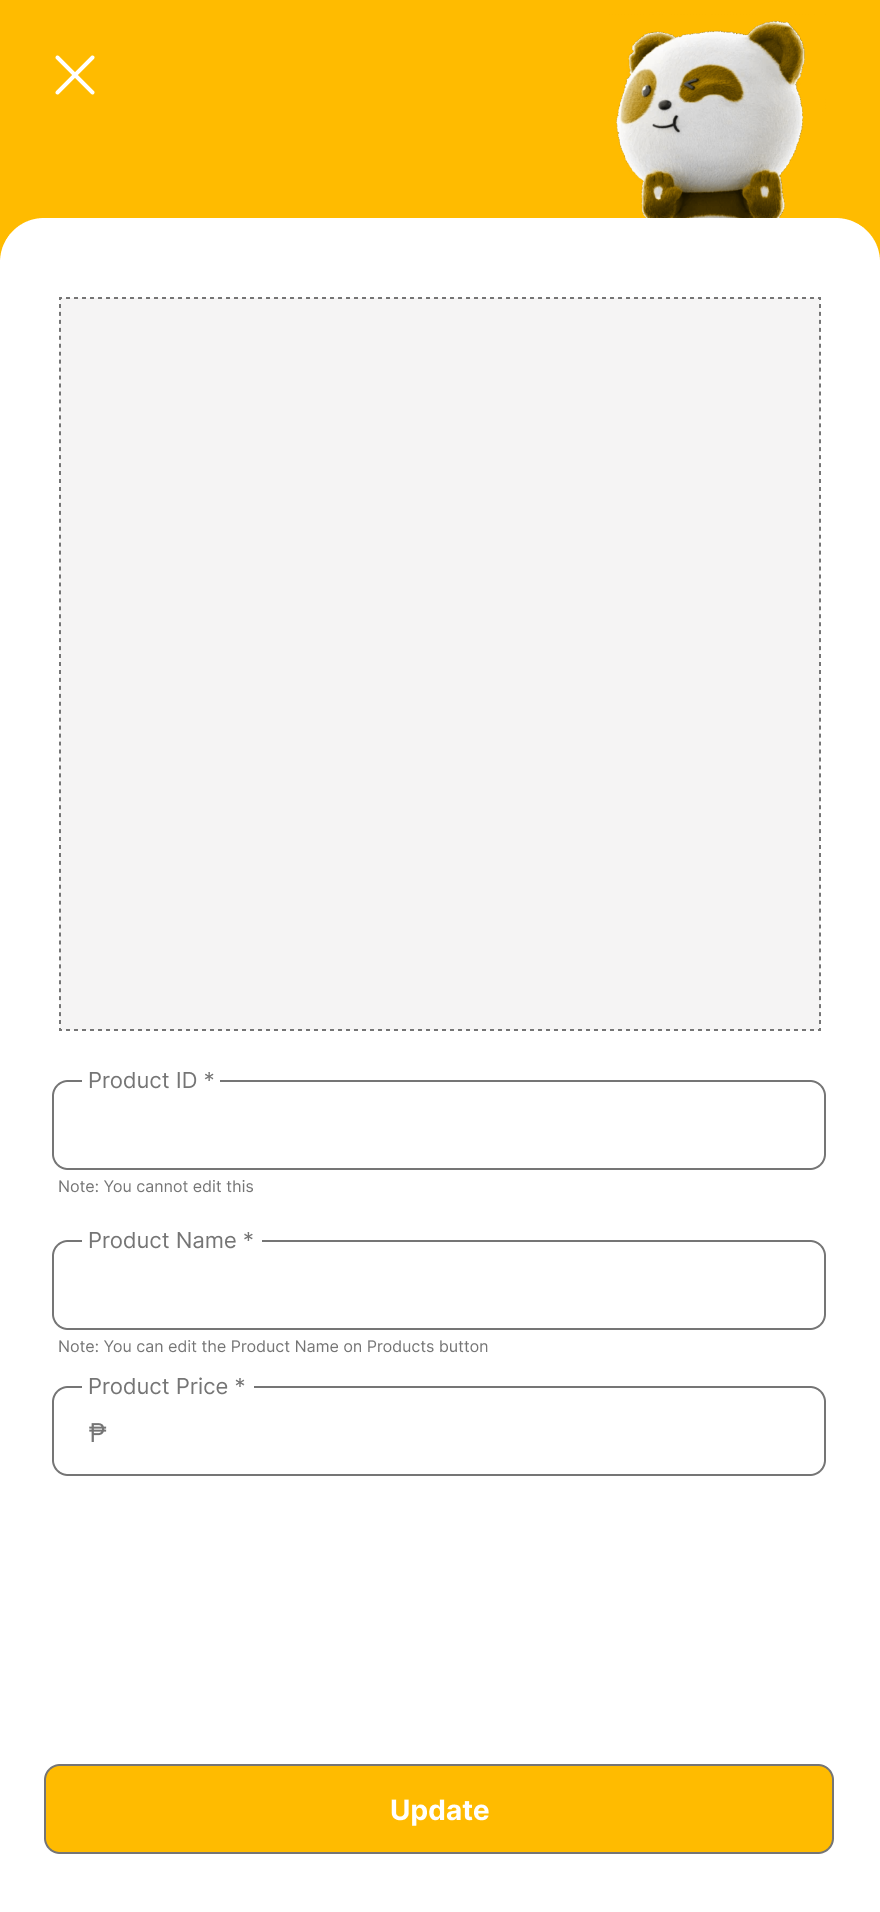 Product ID *
Note: You cannot edit this
Product Name *
Note: You can edit the Product Name on Products button
Product Price *
₱
Update